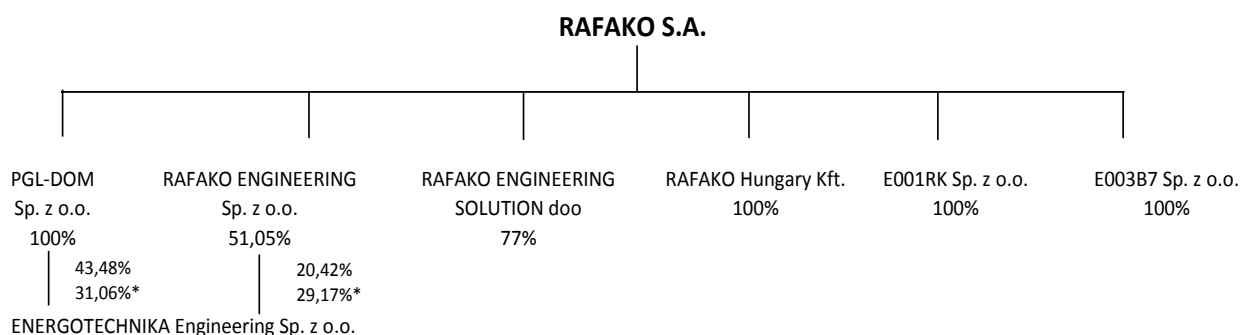 RAFAKO S.A.
PGL-DOM
Sp. z o.o.
100%
RAFAKO ENGINEERING
Sp. z o.o.
51,05%
RAFAKO ENGINEERING
SOLUTION doo
77%
RAFAKO Hungary Kft.
100%
E001RK Sp. z o.o.
100%
E003B7 Sp. z o.o.
100%
43,48%
31,06%*
20,42%
29,17%*
ENERGOTECHNIKA Engineering Sp. z o.o.